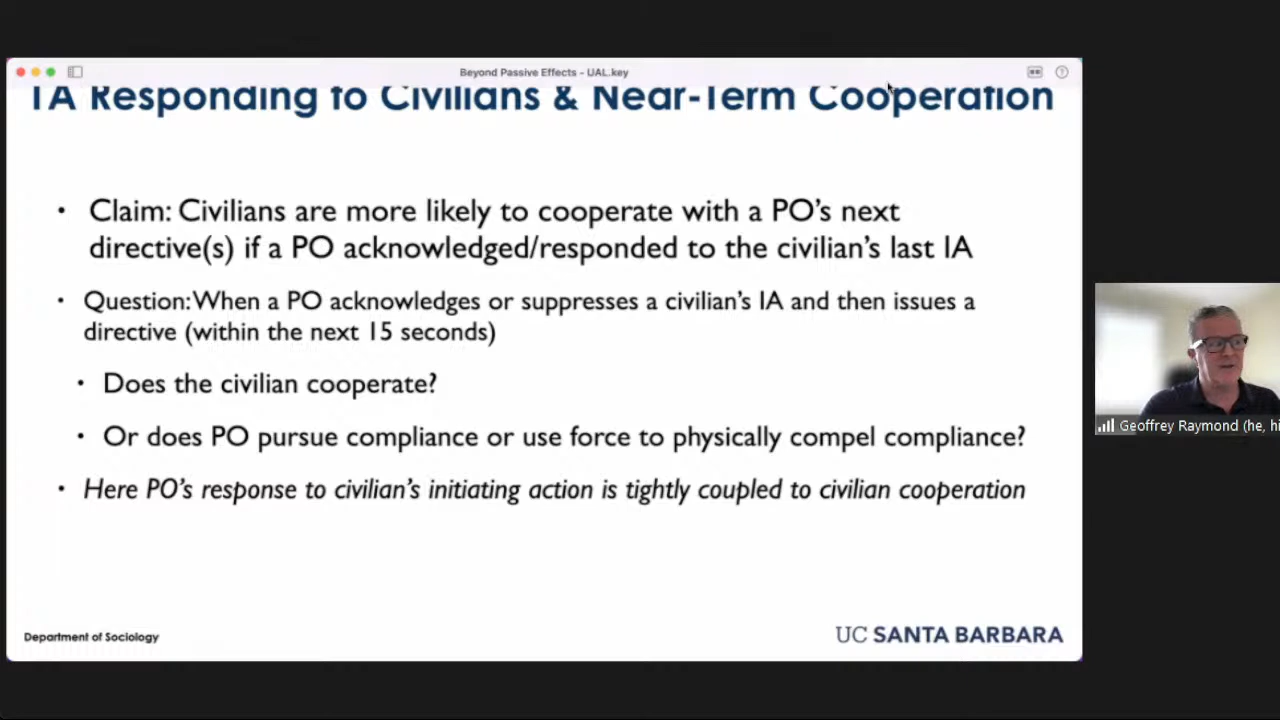 Beyond Passive Effects - UAL.key
1A Responding to Civilians & Near-Term Cooperation
• Claim: Civilians are more likely to cooperate with a PO's next
directive(s) if a PO acknowledged/responded to the civilian's last IA
• Question: When a PO acknowledges or suppresses a civilian's IA and then issues a
directive (within the next 15 seconds)
• Does the civilian cooperate?
• Or does PO pursue compliance or use force to physically compel compliance?
• Here PO's response to civilian's initiating action is tightly coupled to civilian cooperation
Geoffrey Raymond (he, hi
Department of Sociology
UC SANTA BARBARA